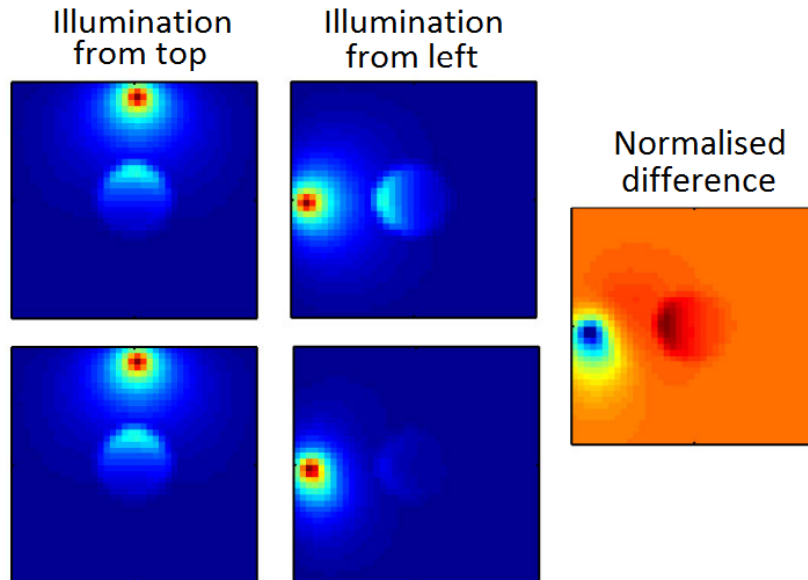 Illumination
from top
Illumination
from left
Normalised
difference